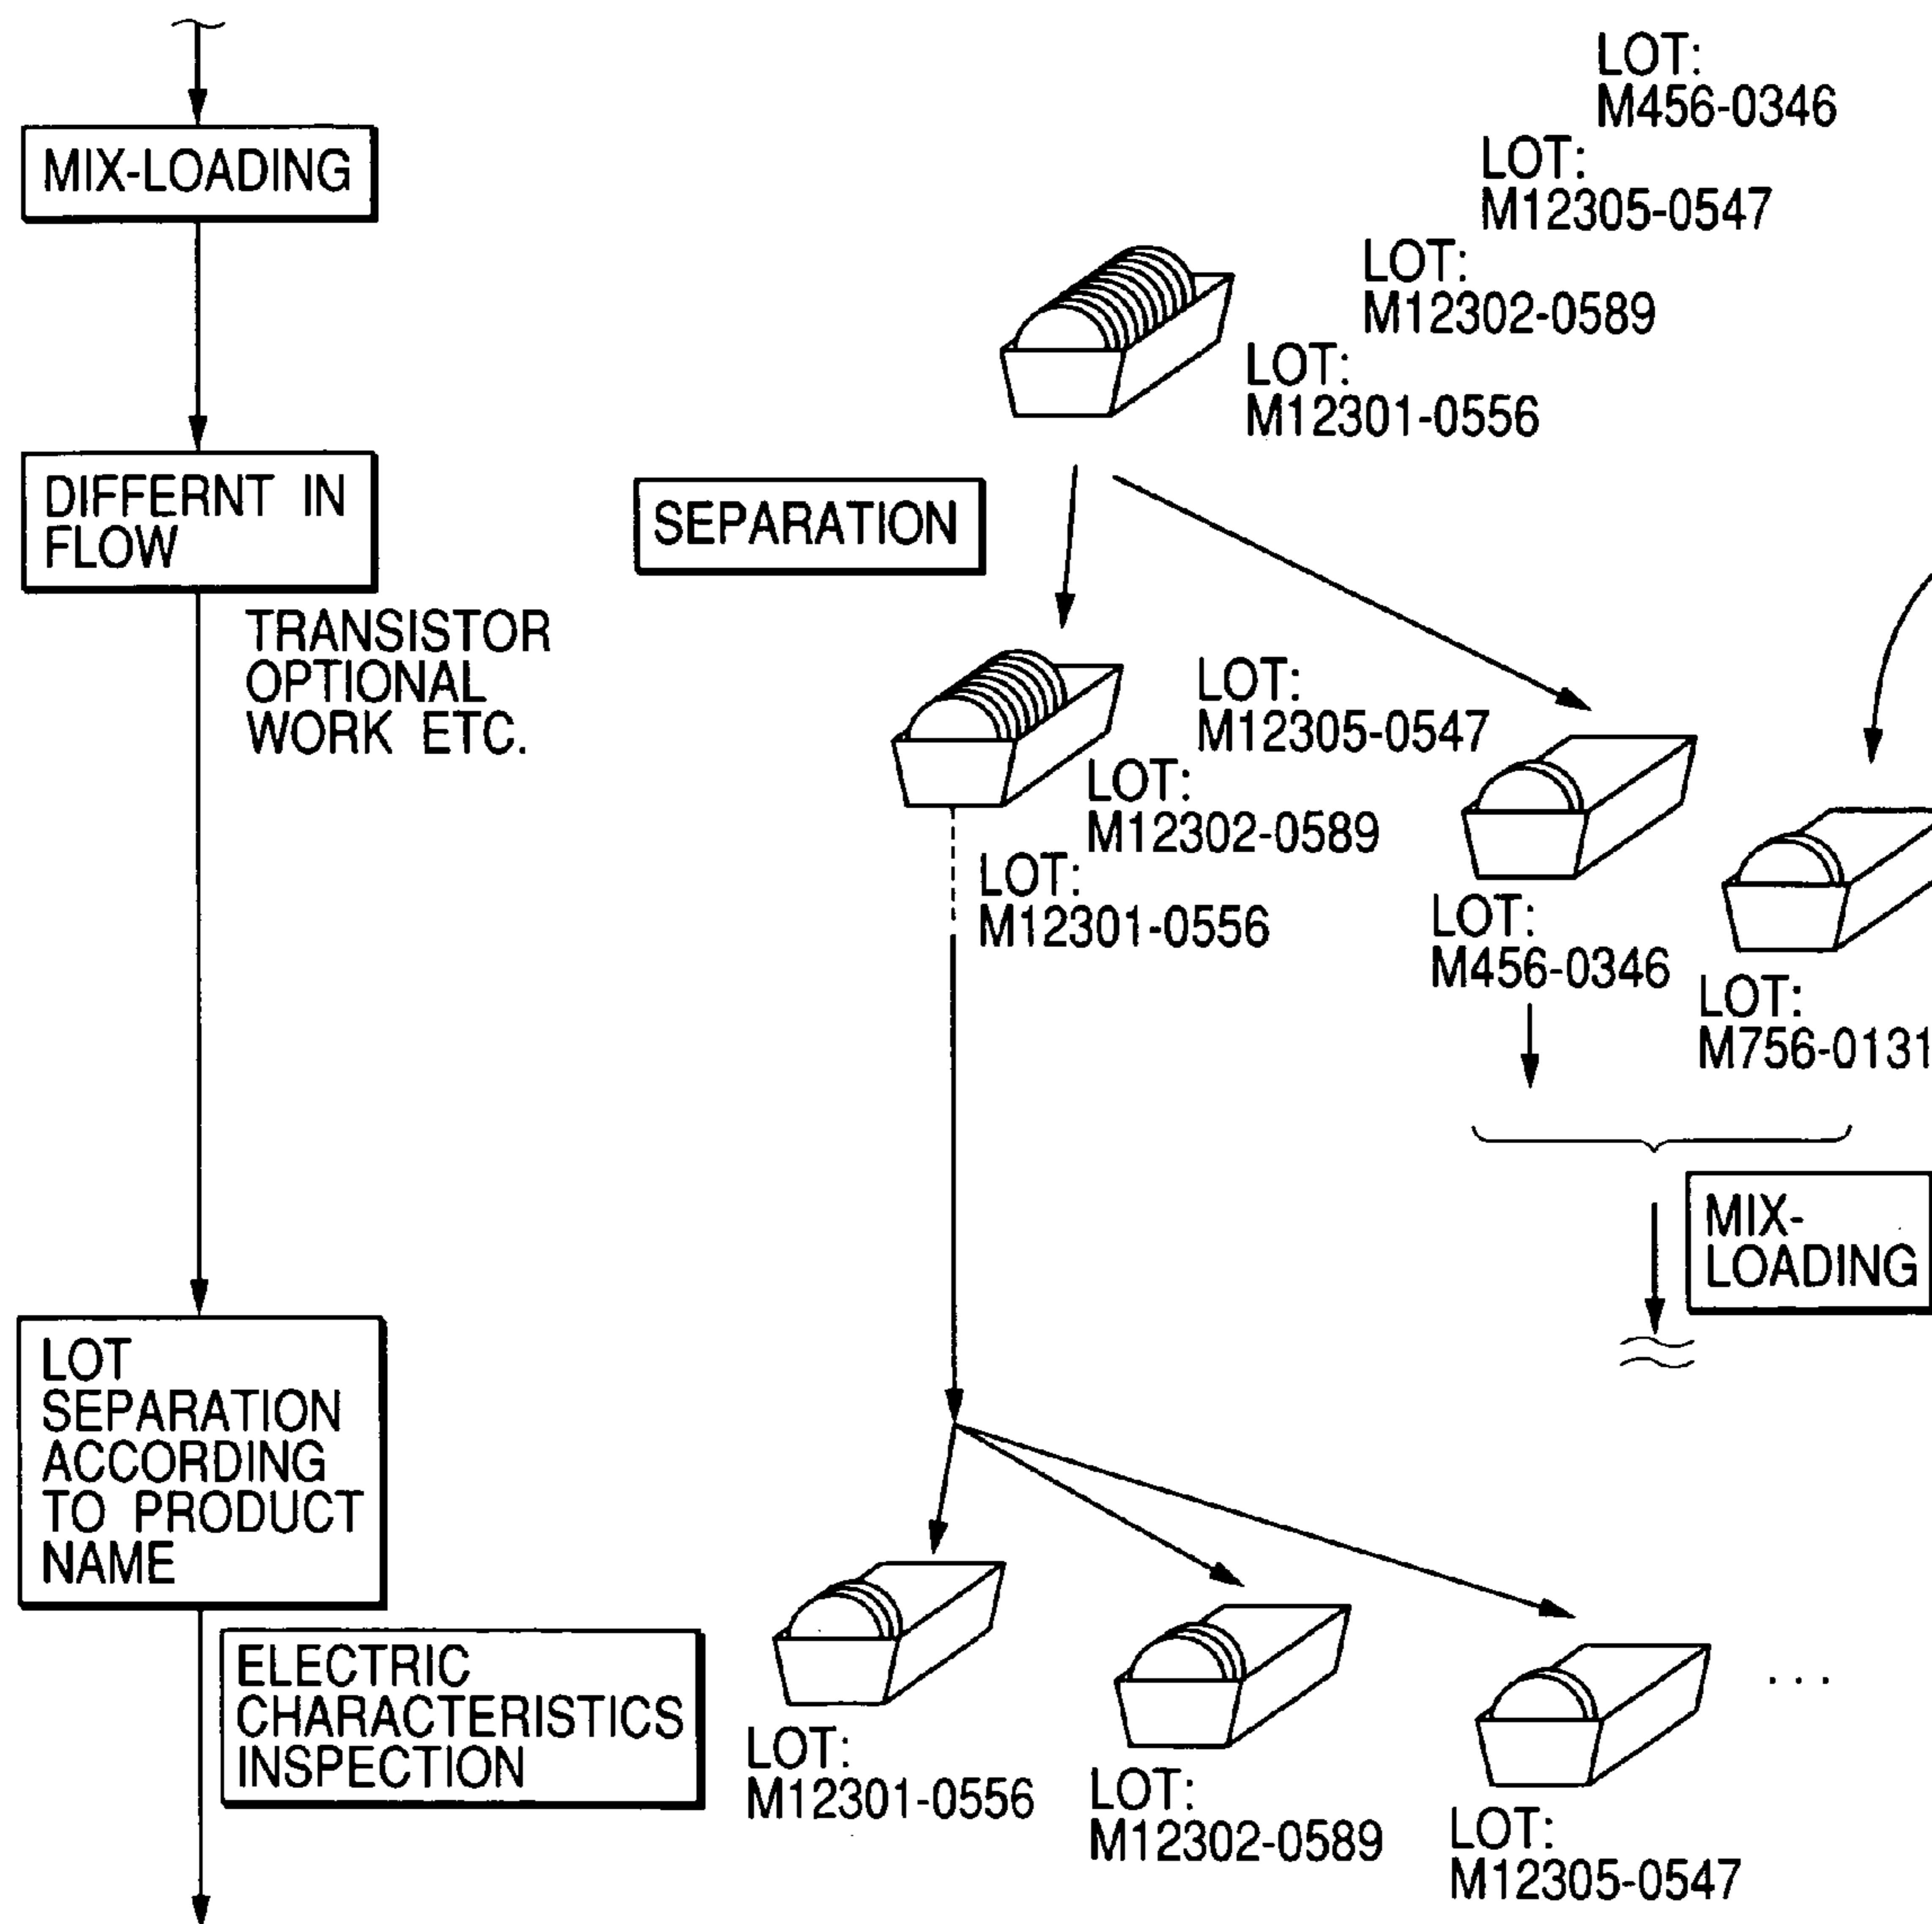 MIX-LOADING
DIFFERNT IN
FLOW
TRANSISTOR
OPTIONAL
WORK ETC.
LOT
SEPARATION
ACCORDING
TO PRODUCT
NAME
ELECTRIC
CHARACTERISTICS
INSPECTION
LOT:
M456-0346
LOT:
M12305-0547
LOT:
M12302-0589
LOT:
M12301-0556
SEPARATION
LOT:
M12305-0547
LOT:
M12302-0589
LOT:
M12301-0556
LOT:
M456-0346
LOT:
M756-0131
MIX-
LOADING
LOT:
M12301-0556
LOT:
M12302-0589
LOT:
M12305-0547
...